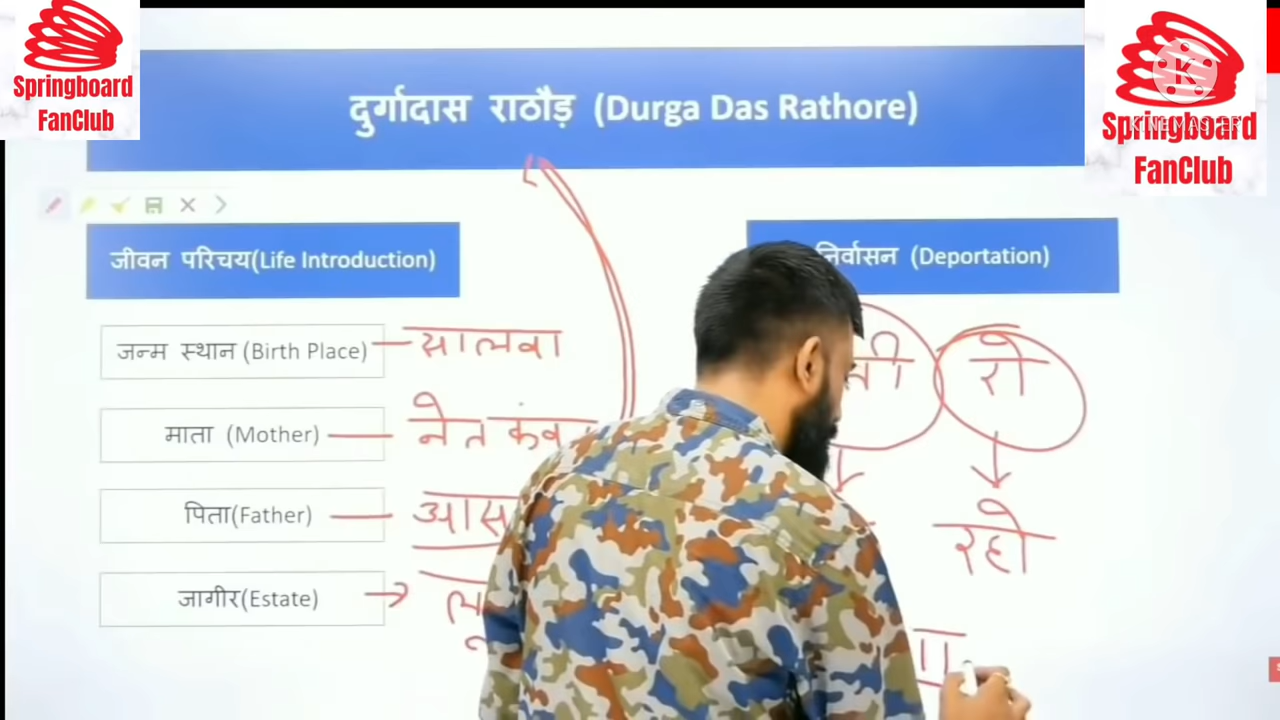 Springboard
FanClub
Springboard
FanClub
KINEMASTER
दुर्गादास राठौड़ (Durga Das Rathore)
जीवन परिचय(Life Introduction)
निर्वासन (Deportation)
जन्म स्थान (Birth Place)
सालवा
रो
माता (Mother)
नेत कंव
पिता(Father)
आस
रहो
जागीर(Estate)